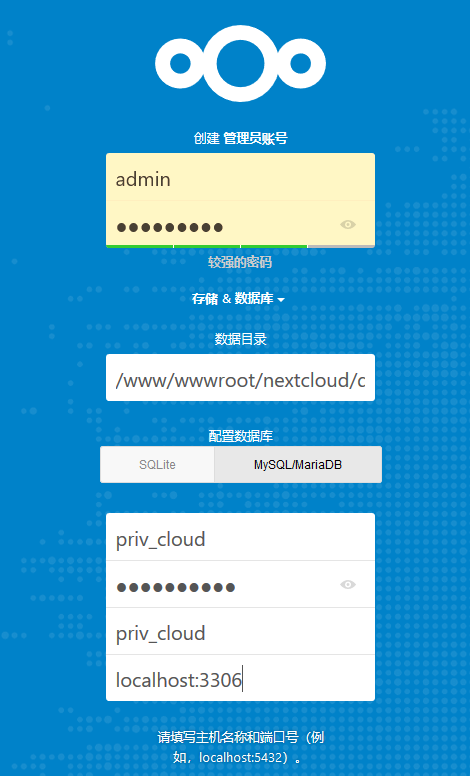 创建 管理员账号
admin
●●●●●●●●●
较强的密码
存储 & 数据库
数据目录
/www/wwwroot/nextcloud/c
配置数据库
SQLite MySQL/MariaDB
priv_cloud
●●●●●●●●●●
priv_cloud
localhost:3306
请填写主机名称和端口号（例
如，localhost:5432）。